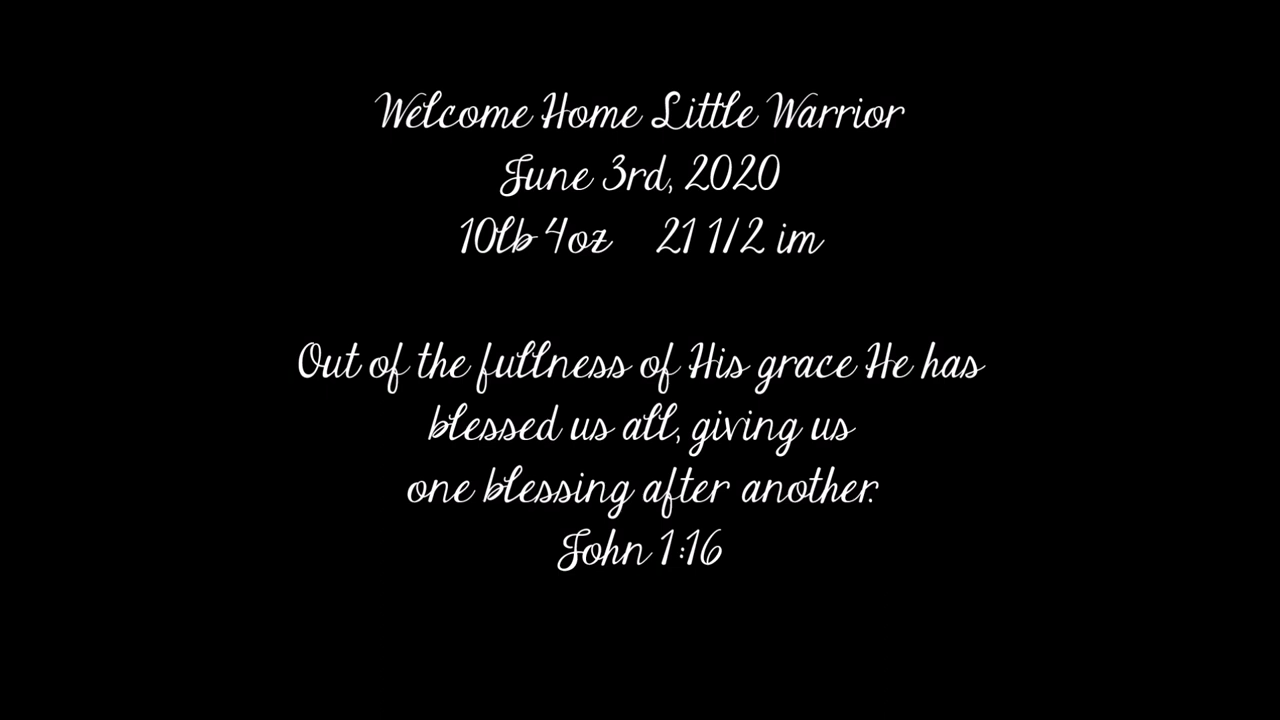 Welcome Home Little Warrior
June 3rd, 2020
10lb 4oz 21 1/2 im
Out of the fullness of His grace He has
blessed us all, giving us
one blessing after another.
John 1:16